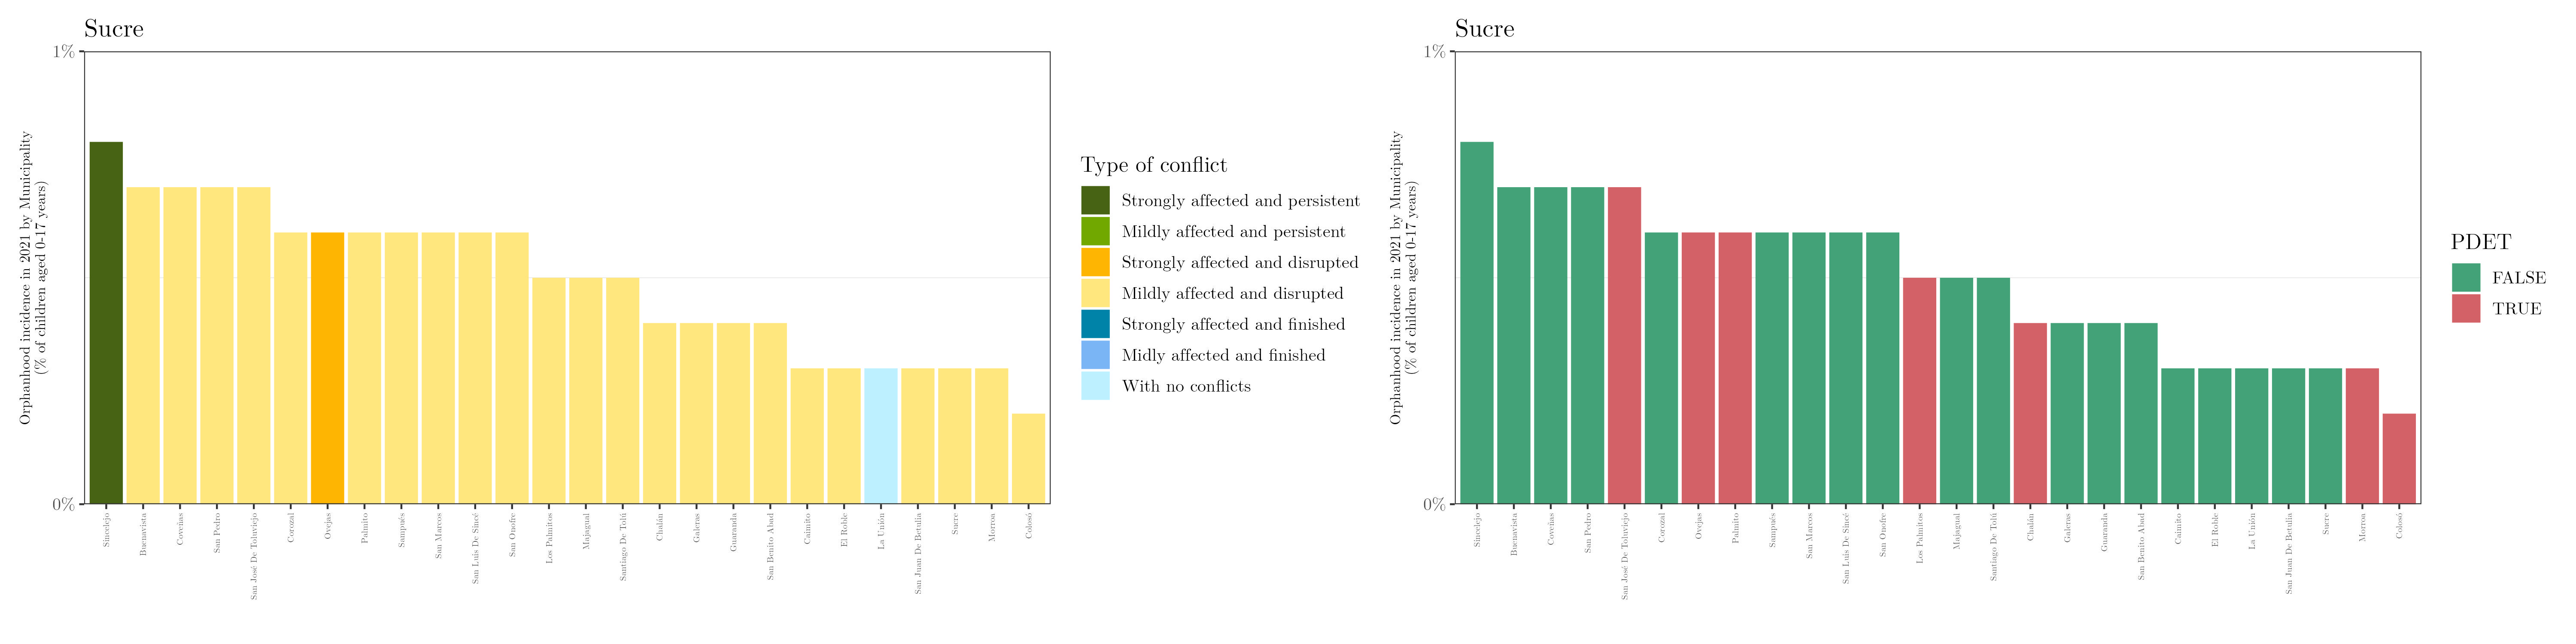 Sucre
1%
0%
Orphanhood incidence in 2021 by Municipality
(% of children aged 0-17 years)
Sincelejo
Buenavista
Coveñas
San Pedro
San José De Toluviejo
Corozal
Ovejas
Palmito
Sampués
San Marcos
San Luis De Sincé
San Onofre
Los Palmitos
Majagual
Santiago De Tolú
Chalán
Galeras
Guaranda
San Benito Abad
Caimito
El Roble
La Unión
San Juan De Betulia
Sucre
Morroa
Colosó
Type of conflict
Strongly affected and persistent
Mildly affected and persistent
Strongly affected and disrupted
Mildly affected and disrupted
Strongly affected and finished
Midly affected and finished
With no conflicts
Sucre
1%
0%
Orphanhood incidence in 2021 by Municipality
(% of children aged 0-17 years)
Sincelejo
Buenavista
Coveñas
San Pedro
San José De Toluviejo
Corozal
Ovejas
Palmito
Sampués
San Marcos
San Luis De Sincé
San Onofre
Los Palmitos
Majagual
Santiago De Tolú
Chalán
Galeras
Guaranda
San Benito Abad
Caimito
El Roble
La Unión
San Juan De Betulia
Sucre
Morroa
Colosó
PDET
FALSE
TRUE